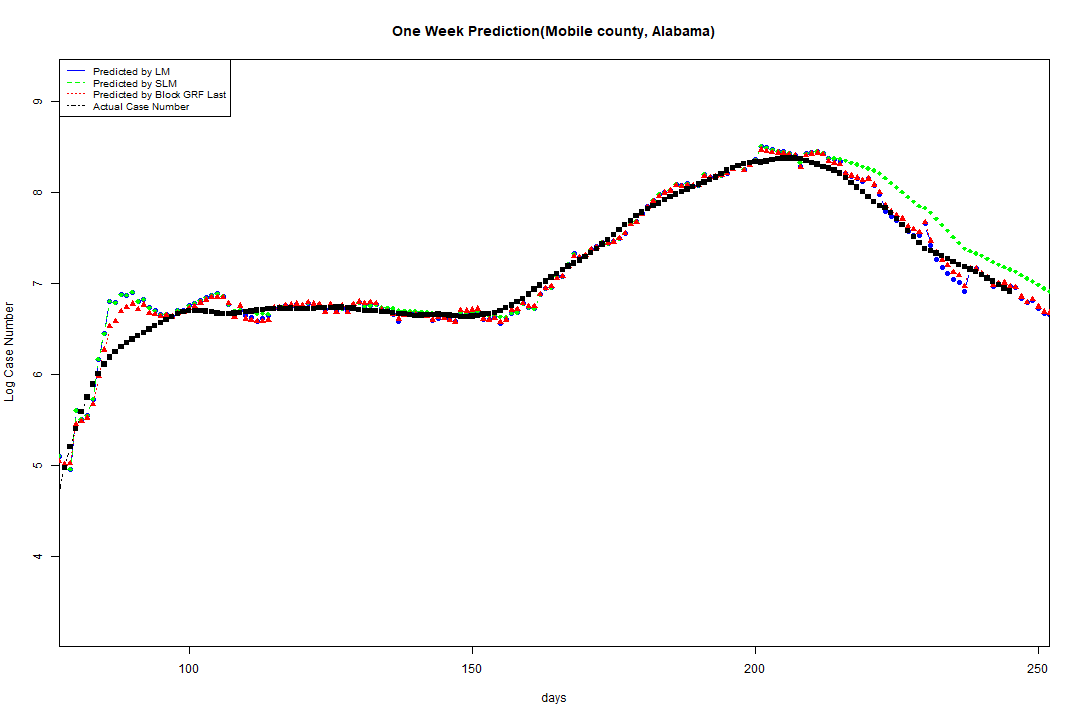 One Week Prediction(Mobile county, Alabama)
Predicted by LM
Predicted by SLM
Predicted by Block GRF Last
Actual Case Number
9
8
7
6
5
4
Log Case Number
100 150 200 250
days